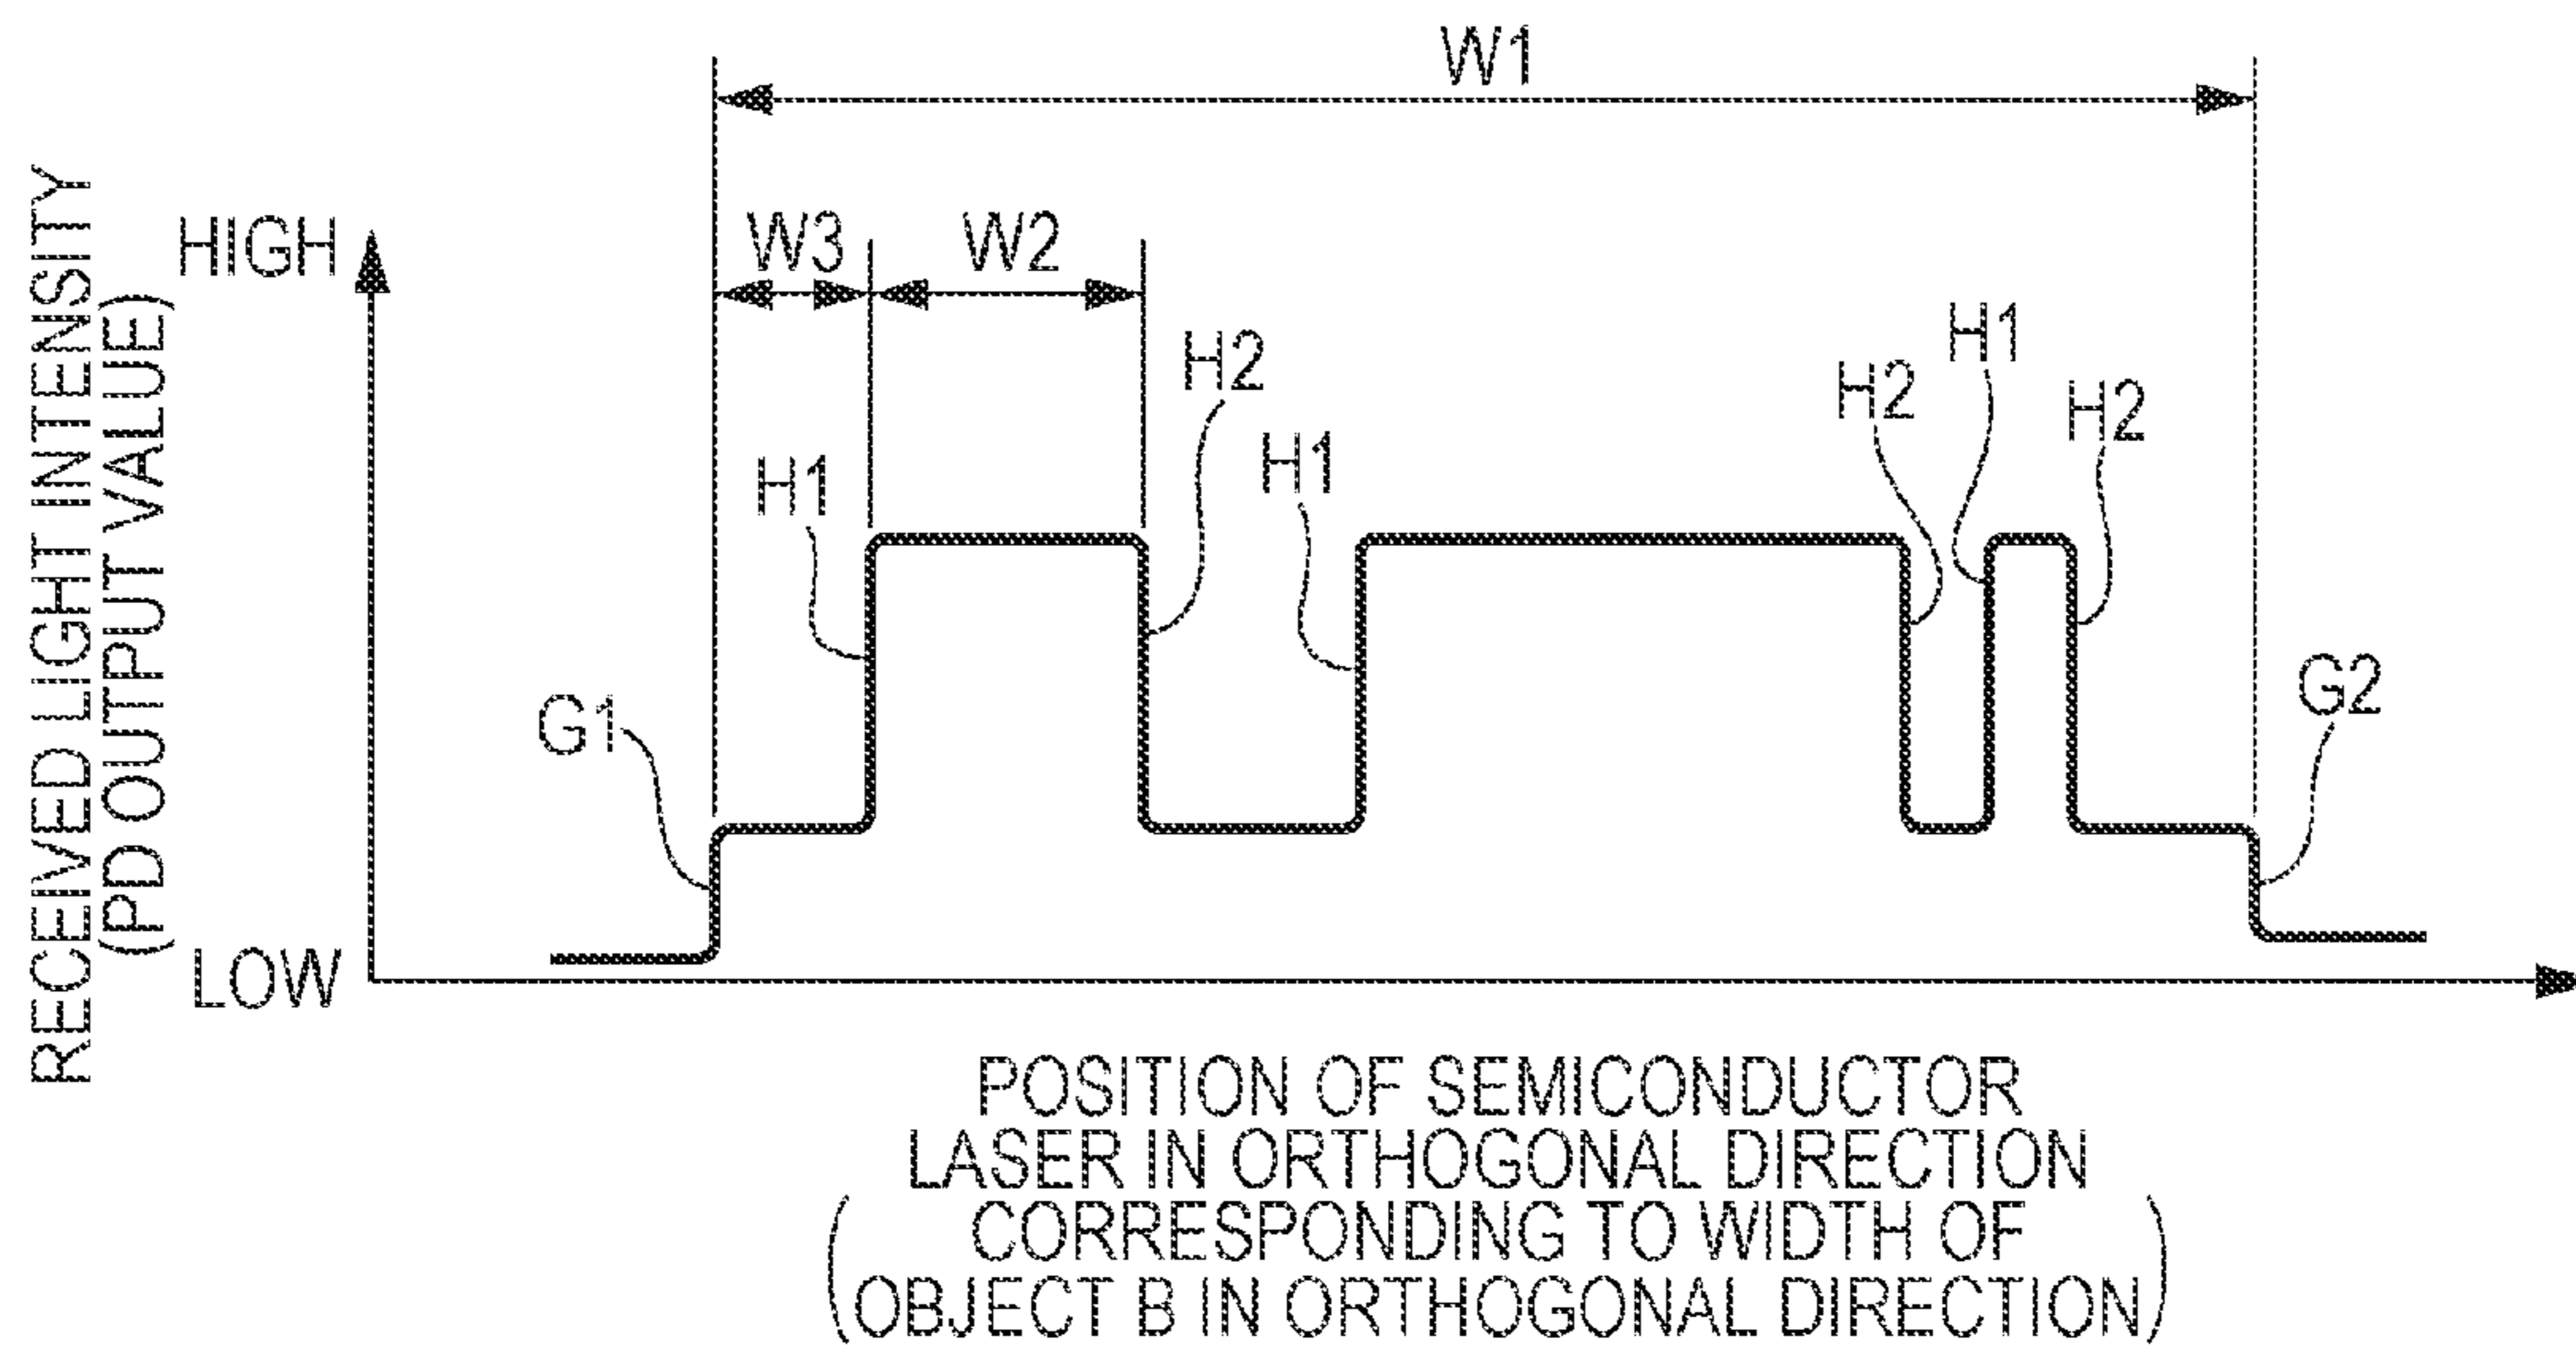 W1
RECEIVED LIGHT INTENSITY
(PD OUTPUT VALUE)
HIGH
W3
W2
H2
H1
H2
H2
H1
H1
G1
G2
LOW
POSITION OF SEMICONDUCTOR
LASER IN ORTHOGONAL DIRECTION
(CORRESPONDING TO WIDTH OF
OBJECT B IN ORTHOGONAL DIRECTION)